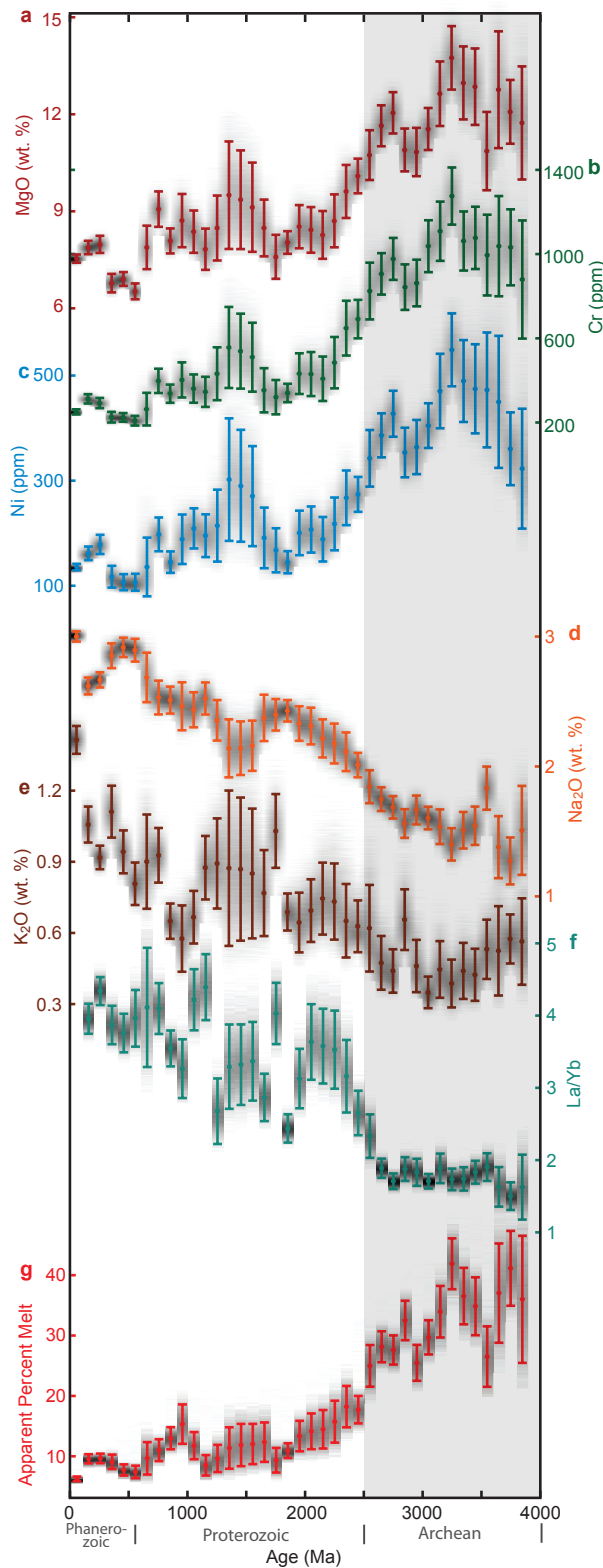 a
15
12
MgO (wt. %)
9
6
b
1400
1000
Cr (ppm)
600
200
c
500
300
Ni (ppm)
100
d
3
2
Na2O (wt. %)
1
e
1.2
0.9
K2O (wt. %)
0.6
0.3
f
5
4
La/Yb
3
2
1
g
40
30
Apparent Percent Melt
20
10
0 1000 2000 3000 4000
Phanero-
zoic | Proterozoic | Archean |
Age (Ma)